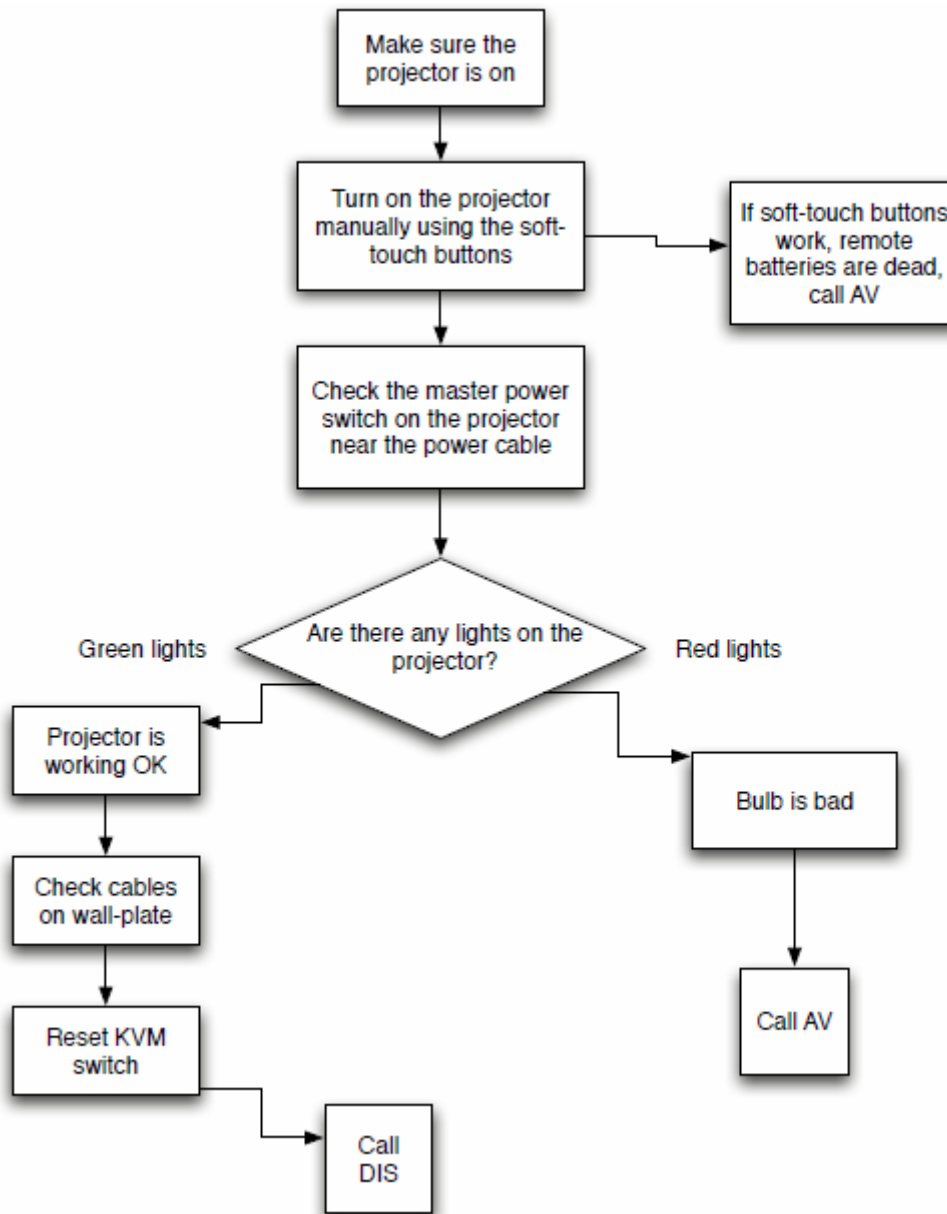 Make sure the
projector is on
Turn on the projector
manually using the soft-
touch buttons
If soft-touch buttons
work, remote
batteries are dead,
call AV
Check the master power
switch on the projector
near the power cable
Are there any lights on the
projector?
Green lights
Red lights
Projector is
working OK
Bulb is bad
Check cables
on wall-plate
Call AV
Reset KVM
switch
Call
DIS